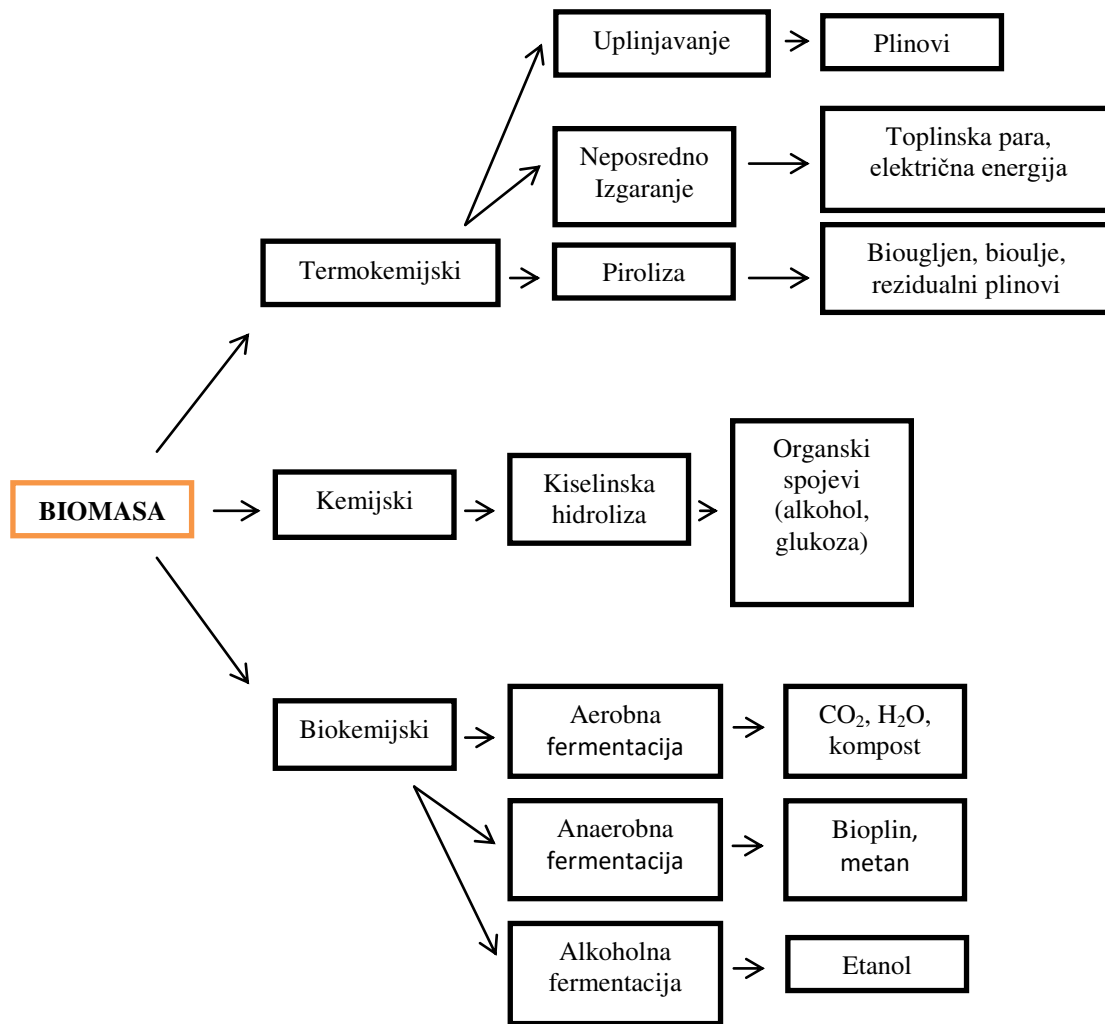 Uplinjavanje
Plinovi
Neposredno
Izgaranje
Toplinska para,
električna energija
Termokemijski
Piroliza
Biougljen, bioulje,
rezidualni plinovi
BIOMASA
Kemijski
Kiselinska
hidroliza
Organski
spojevi
(alkohol,
glukoza)
Biokemijski
Aerobna
fermentacija
CO₂, H₂O,
kompost
Anaerobna
fermentacija
Bioplin,
metan
Alkoholna
fermentacija
Etanol